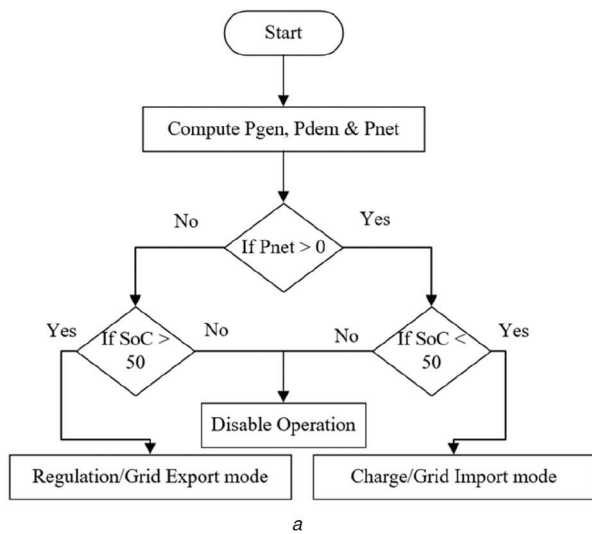 Start
Compute Pgen, Pdem & Pnet
No
Yes
If Pnet > 0
Yes
If SoC >
50
No
No
If SoC <
50
Yes
Disable Operation
Regulation/Grid Export mode
Charge/Grid Import mode
a